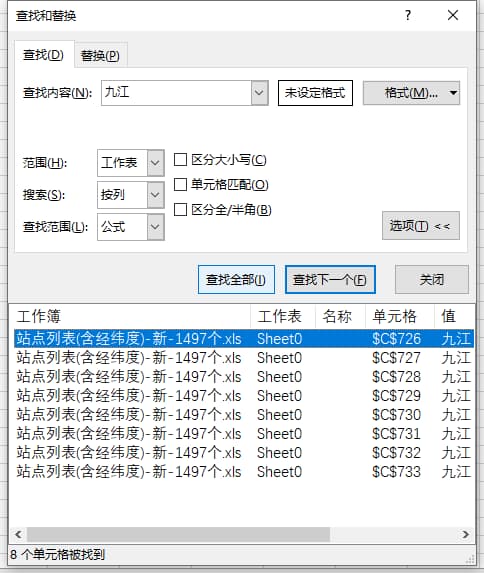 查找和替换
查找(D) 替换(P)
查找内容(N): 九江 未设定格式 格式(M)...
范围(H): 工作表 区分大小写(C)
搜索(S): 按列 单元格匹配(O)
查找范围(L): 公式 区分全/半角(B)
选项(T) <<
查找全部(I) 查找下一个(F) 关闭
工作簿 工作表 名称 单元格 值
站点列表(含经纬度)-新-1497个.xls Sheet0 $C$726 九江
站点列表(含经纬度)-新-1497个.xls Sheet0 $C$727 九江
站点列表(含经纬度)-新-1497个.xls Sheet0 $C$728 九江
站点列表(含经纬度)-新-1497个.xls Sheet0 $C$729 九江
站点列表(含经纬度)-新-1497个.xls Sheet0 $C$730 九江
站点列表(含经纬度)-新-1497个.xls Sheet0 $C$731 九江
站点列表(含经纬度)-新-1497个.xls Sheet0 $C$732 九江
站点列表(含经纬度)-新-1497个.xls Sheet0 $C$733 九江
8 个单元格被找到